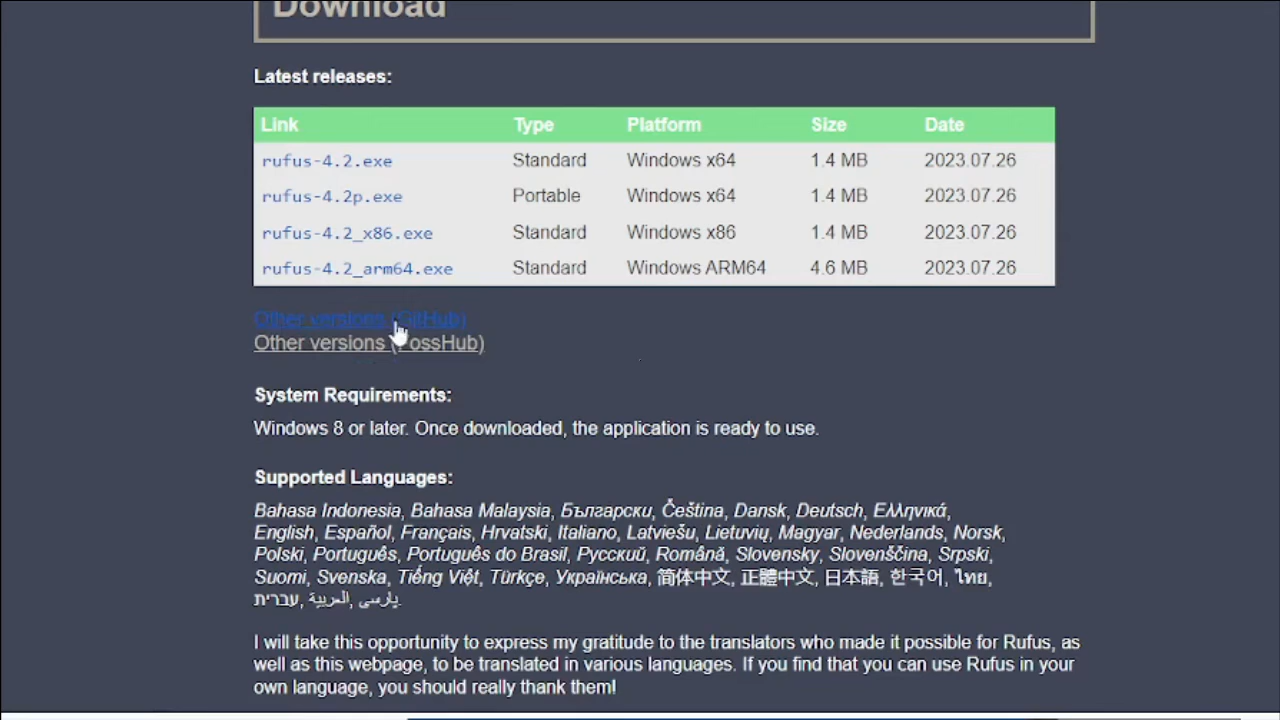 Download
Latest releases:
Link Type Platform Size Date
rufus-4.2.exe Standard Windows x64 1.4 MB 2023.07.26
rufus-4.2p.exe Portable Windows x64 1.4 MB 2023.07.26
rufus-4.2_x86.exe Standard Windows x86 1.4 MB 2023.07.26
rufus-4.2_arm64.exe Standard Windows ARM64 4.6 MB 2023.07.26
Other versions (GitHub)
Other versions (FossHub)
System Requirements:
Windows 8 or later. Once downloaded, the application is ready to use.
Supported Languages:
Bahasa Indonesia, Bahasa Malaysia, Български, Čeština, Dansk, Deutsch, Ελληνικά,
English, Español, Français, Hrvatski, Italiano, Latviešu, Lietuvių, Magyar, Nederlands, Norsk,
Polski, Português, Português do Brasil, Русский, Română, Slovensky, Slovenščina, Srpski,
Suomi, Svenska, Tiếng Việt, Türkçe, Українська, 简体中文, 正體中文, 日本語, 한국어, ไทย,
עברית, العربية, پارسی.
I will take this opportunity to express my gratitude to the translators who made it possible for Rufus, as
well as this webpage, to be translated in various languages. If you find that you can use Rufus in your
own language, you should really thank them!